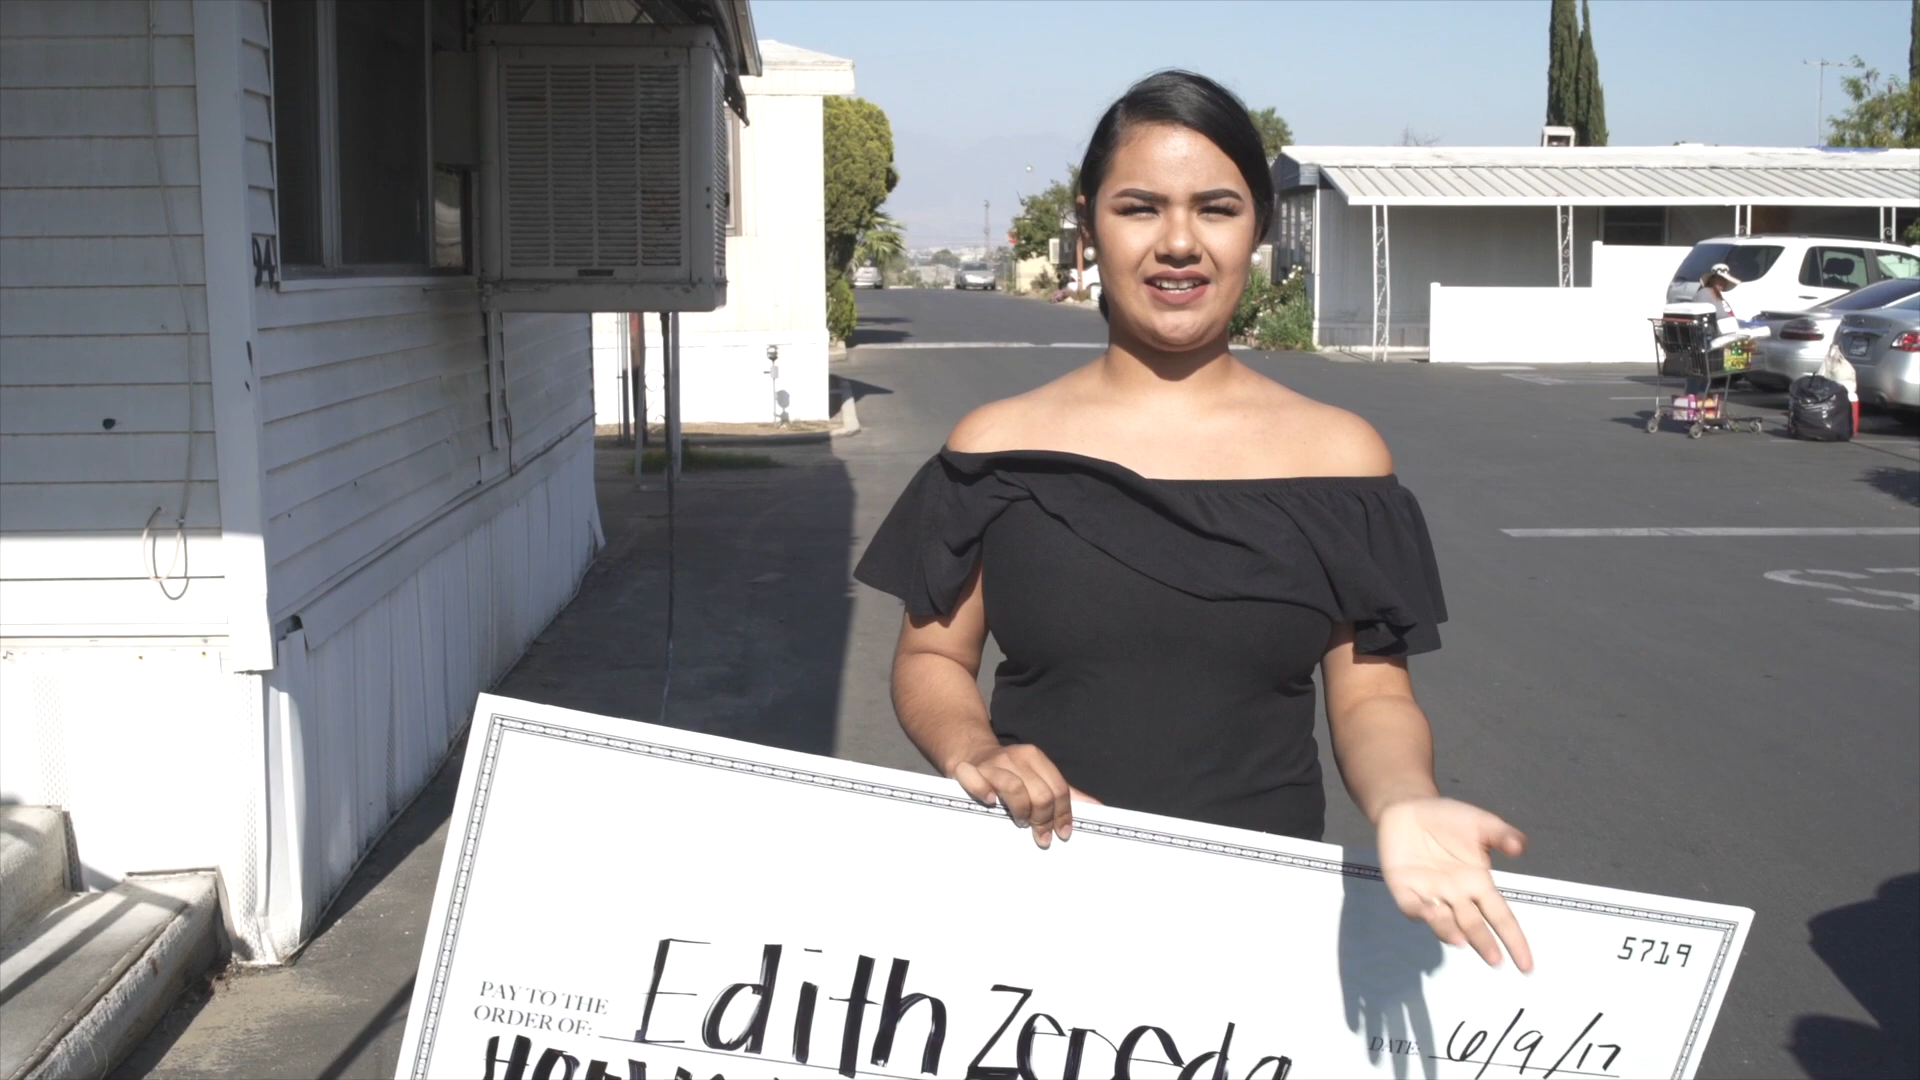 94
5719
PAY TO THE
ORDER OF: Edith Zepeda
DATE: 6/9/17